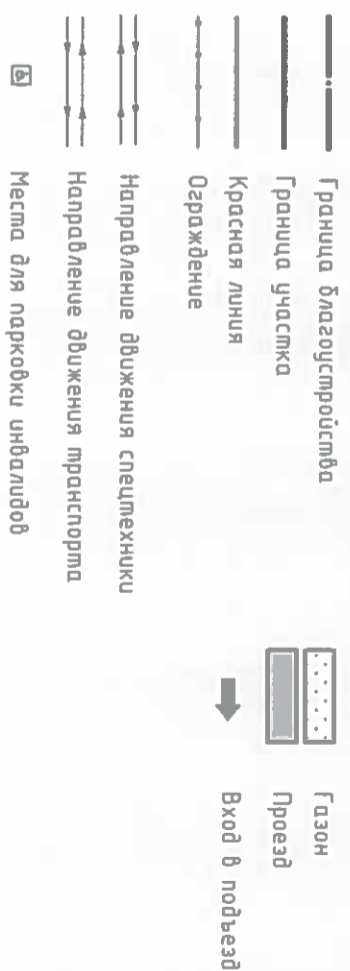 Граница благоустройства
Граница участка
Красная линия
Ограждение
Направление движения спецтехники
Направление движения транспорта
Места для парковки инвалидов
Газон
Проезд
Вход в подъезд